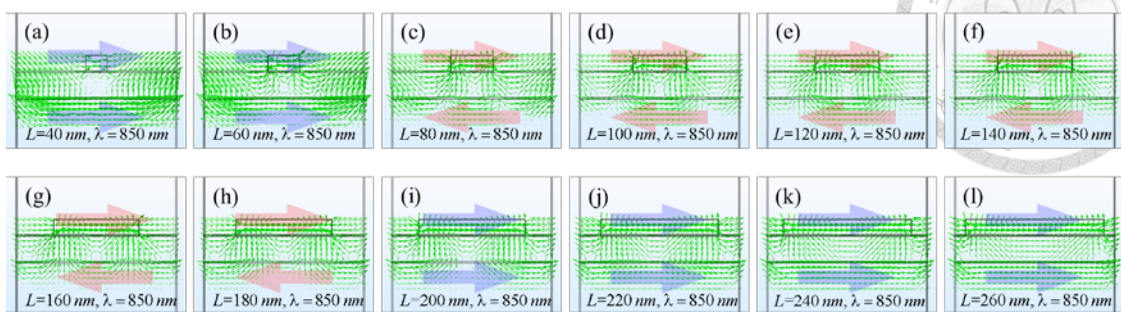 (a) (b) (c) (d) (e) (f)
L=40 nm, λ = 850 nm L=60 nm, λ = 850 nm L=80 nm, λ = 850 nm L=100 nm, λ = 850 nm L=120 nm, λ = 850 nm L=140 nm, λ = 850 nm
(g) (h) (i) (j) (k) (l)
L=160 nm, λ = 850 nm L=180 nm, λ = 850 nm L=200 nm, λ = 850 nm L=220 nm, λ = 850 nm L=240 nm, λ = 850 nm L=260 nm, λ = 850 nm